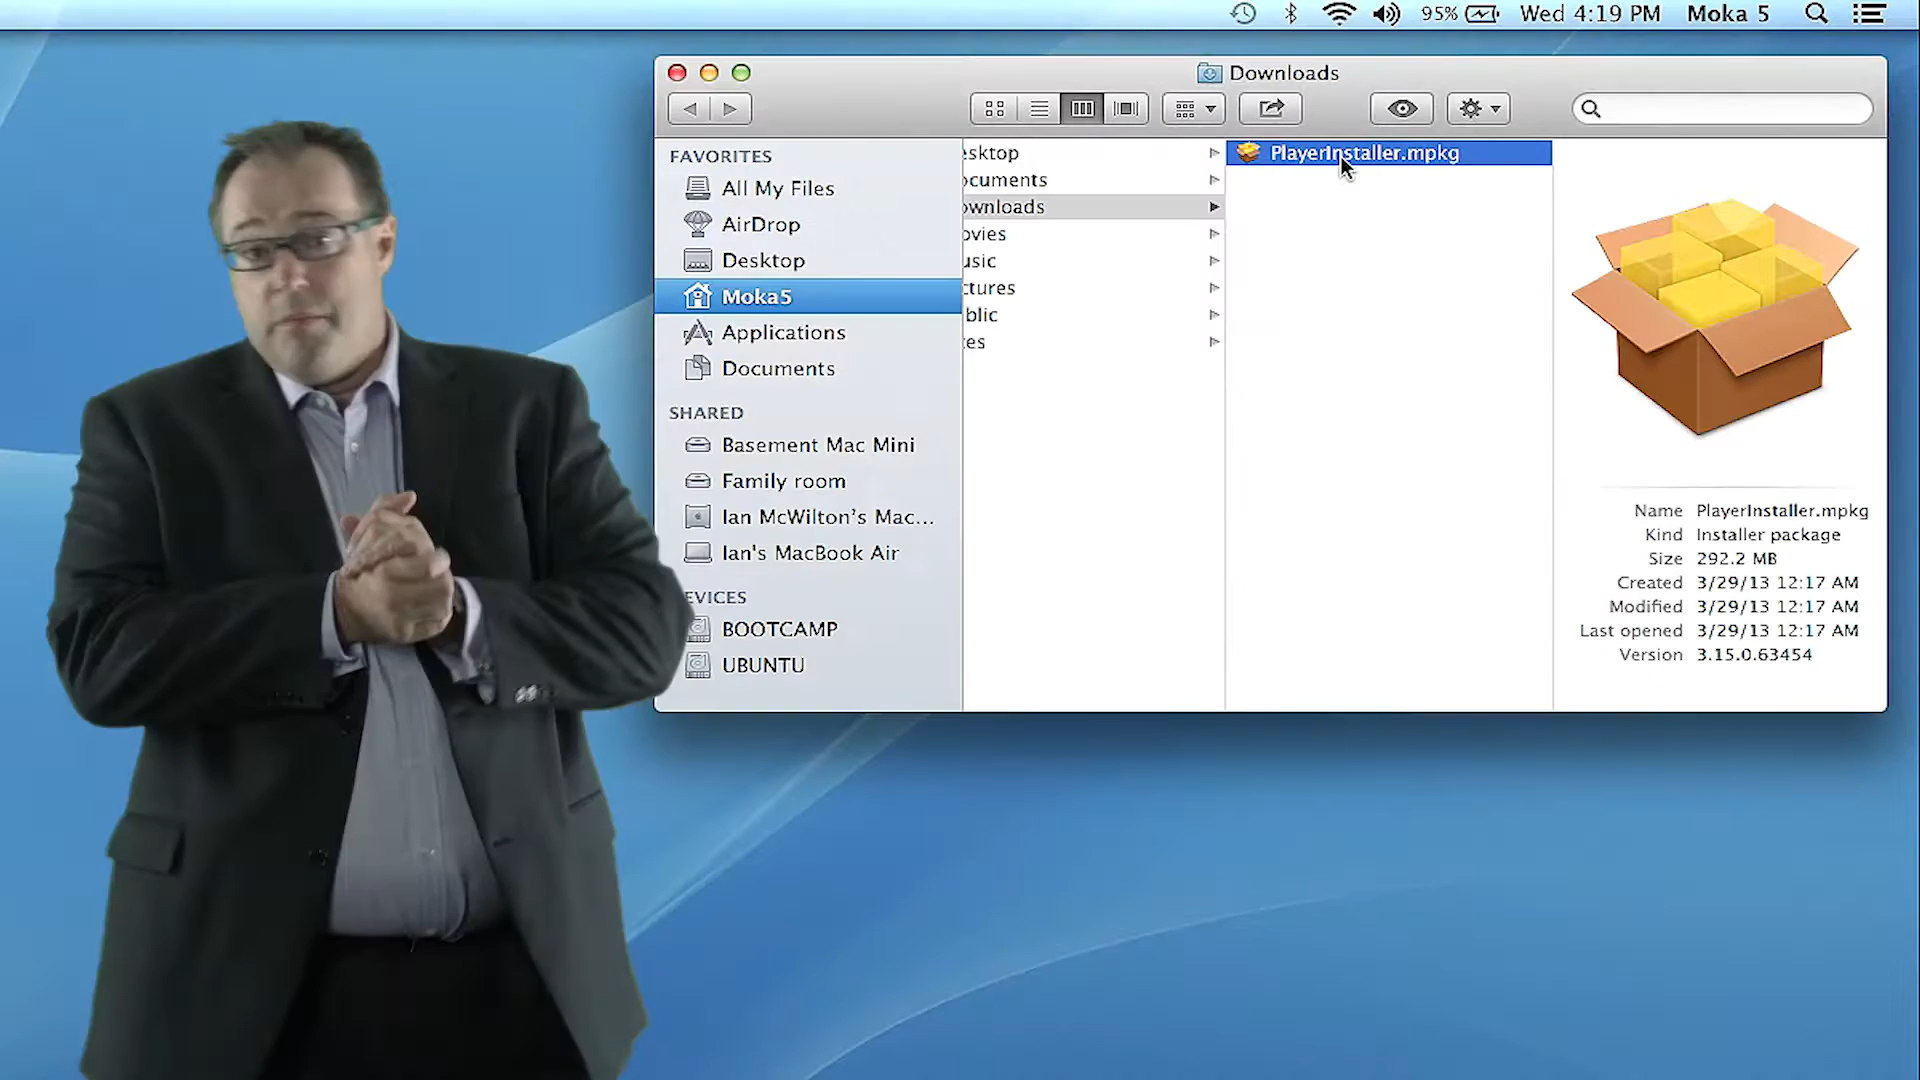 95%
Wed 4:19 PM
Moka 5
Downloads
FAVORITES
All My Files
AirDrop
Desktop
Moka5
Applications
Documents
SHARED
Basement Mac Mini
Family room
Ian McWilton's Mac...
Ian's MacBook Air
EVICES
BOOTCAMP
UBUNTU
esktop
ocuments
ownloads
ovies
usic
ctures
blic
tes
PlayerInstaller.mpkg
Name PlayerInstaller.mpkg
Kind Installer package
Size 292.2 MB
Created 3/29/13 12:17 AM
Modified 3/29/13 12:17 AM
Last opened 3/29/13 12:17 AM
Version 3.15.0.63454